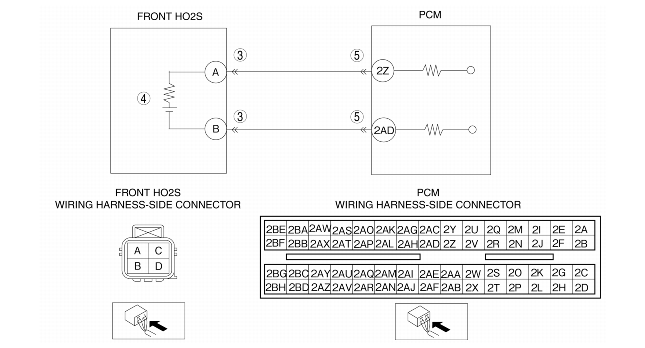 FRONT HO2S
PCM
3
5
A
2Z
4
3
5
B
2AD
FRONT HO2S
WIRING HARNESS-SIDE CONNECTOR
PCM
WIRING HARNESS-SIDE CONNECTOR
A C
B D
2BE 2BA 2AW 2AS 2AO 2AK 2AG 2AC 2Y 2U 2Q 2M 2I 2E 2A
2BF 2BB 2AX 2AT 2AP 2AL 2AH 2AD 2Z 2V 2R 2N 2J 2F 2B
2BG 2BC 2AY 2AU 2AQ 2AM 2AI 2AE 2AA 2W 2S 2O 2K 2G 2C
2BH 2BD 2AZ 2AV 2AR 2AN 2AJ 2AF 2AB 2X 2T 2P 2L 2H 2D